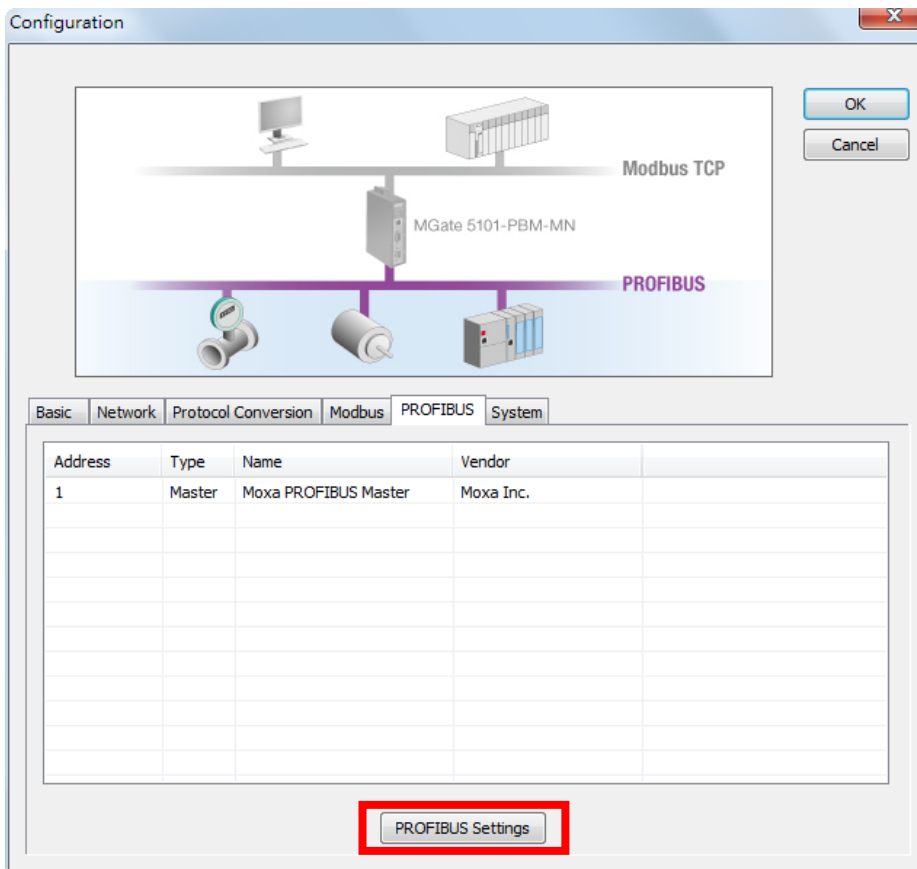 Configuration
OK
Cancel
Modbus TCP
MGate 5101-PBM-MN
PROFIBUS
Basic Network Protocol Conversion Modbus PROFIBUS System
Address Type Name Vendor
1 Master Moxa PROFIBUS Master Moxa Inc.
PROFIBUS Settings